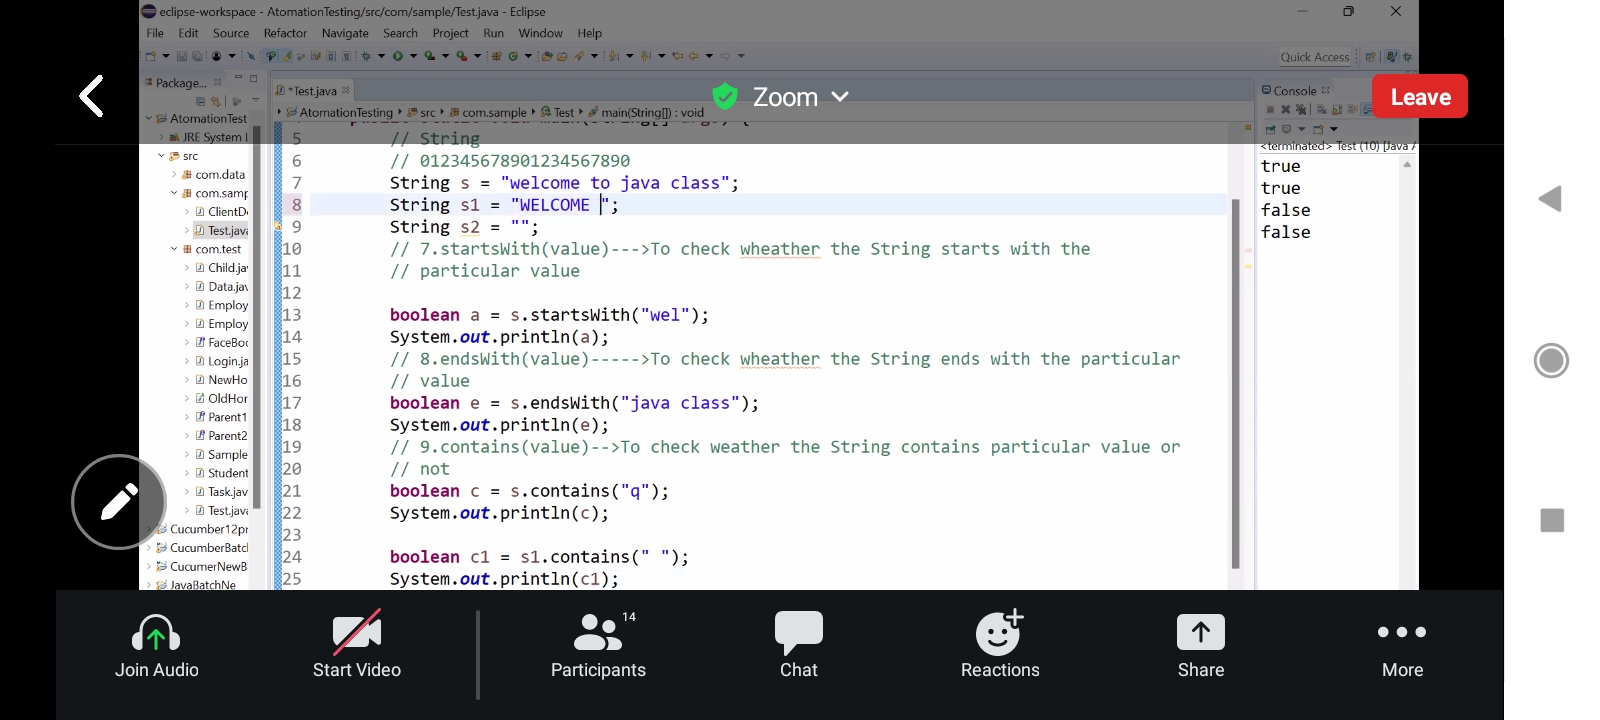 eclipse-workspace - AtomationTesting/src/com/sample/Test.java - Eclipse
File Edit Source Refactor Navigate Search Project Run Window Help
Quick Access
Package...
*Test.java
Zoom
Console
Leave
AtomationTesting src com.sample Test main(String[]) : void
AtomationTest
JRE System
src
com.data
com.samp
ClientD
Test.java
com.test
Child.ja
Data.jav
Employ
Employ
FaceBoo
Login.ja
NewHo
OldHor
Parent1
Parent2
Sample
Student
Task.jav
Test.java
Cucumber12pr
CucumberBatch
CucumerNewB
JavaBatchNe
5 // String
6 // 012345678901234567890
7 String s = "welcome to java class";
8 String s1 = "WELCOME ";
9 String s2 = "";
10 // 7.startsWith(value)--->To check wheather the String starts with the
11 // particular value
12
13 boolean a = s.startsWith("wel");
14 System.out.println(a);
15 // 8.endsWith(value)----->To check wheather the String ends with the particular
16 // value
17 boolean e = s.endsWith("java class");
18 System.out.println(e);
19 // 9.contains(value)-->To check weather the String contains particular value or
20 // not
21 boolean c = s.contains("q");
22 System.out.println(c);
23
24 boolean c1 = s1.contains(" ");
25 System.out.println(c1);
<terminated> Test (10) [Java
true
true
false
false
Join Audio
Start Video
14
Participants
Chat
Reactions
Share
More